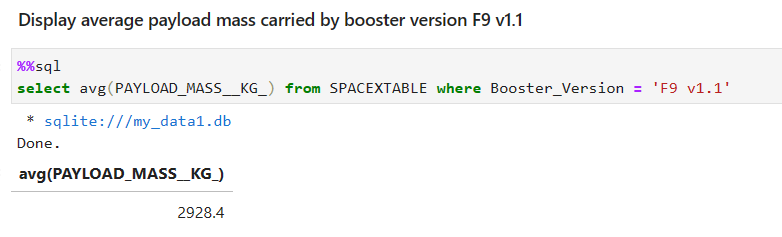 Display average payload mass carried by booster version F9 v1.1
%%sql
select avg(PAYLOAD_MASS__KG_) from SPACEXTABLE where Booster_Version = 'F9 v1.1'
* sqlite:///my_data1.db
Done.
avg(PAYLOAD_MASS__KG_)
2928.4